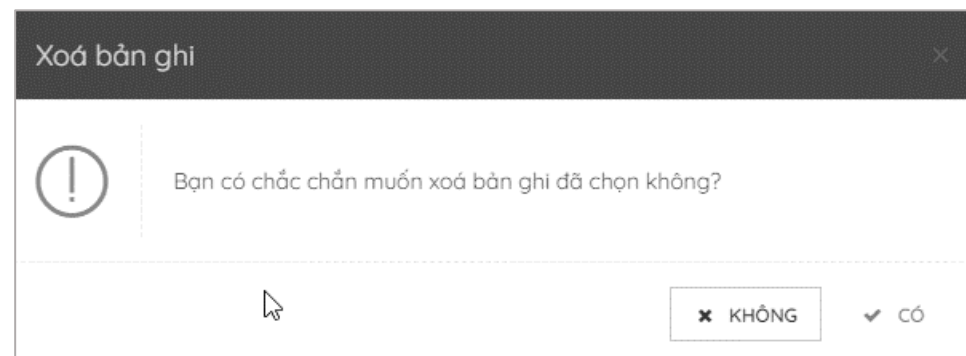 Xoá bản ghi
Bạn có chắc chắn muốn xoá bản ghi đã chọn không?
KHÔNG
CÓ